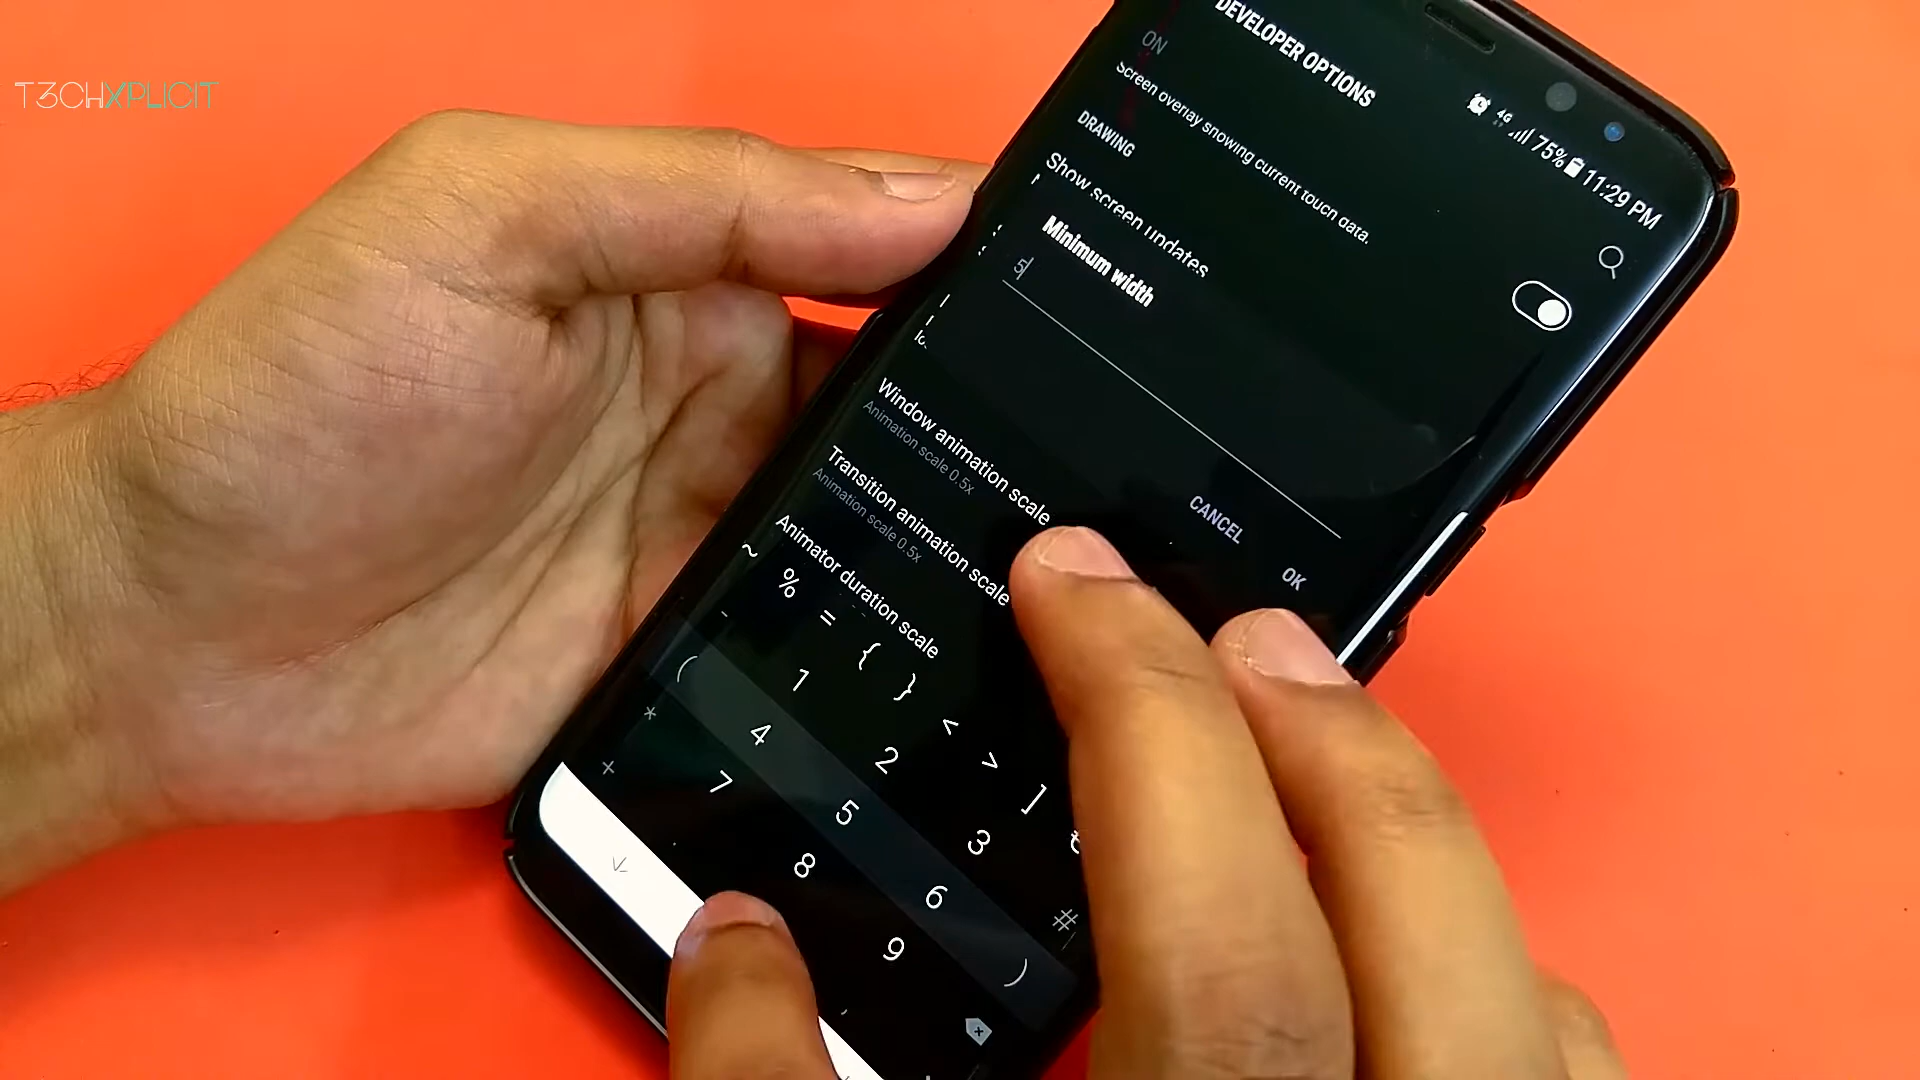 T3CHXPLICIT
DEVELOPER OPTIONS
4G 75% 11:29 PM
ON
Screen overlay showing current touch data.
DRAWING
Show screen updates
Minimum width
5
CANCEL
OK
Window animation scale
Animation scale 0.5x
Transition animation scale
Animation scale 0.5x
Animator duration scale
~ % = { } < > ]
( 1 2 3
* 4 5 6 #
+ 7 8 9 )